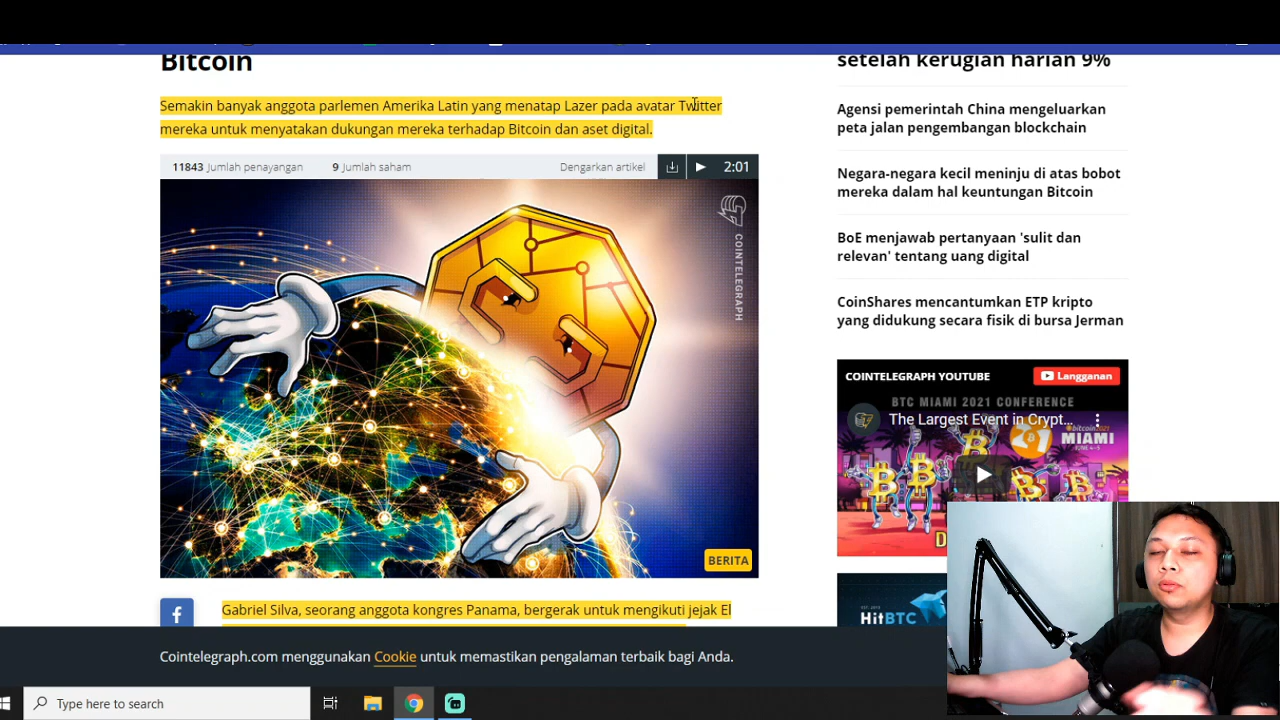 Bitcoin
Semakin banyak anggota parlemen Amerika Latin yang menatap Lazer pada avatar Twitter
mereka untuk menyatakan dukungan mereka terhadap Bitcoin dan aset digital.
11843 Jumlah penayangan 9 Jumlah saham Dengarkan artikel 2:01
COINTELEGRAPH
BERITA
Gabriel Silva, seorang anggota kongres Panama, bergerak untuk mengikuti jejak El
setelah kerugian harian 9%
Agensi pemerintah China mengeluarkan
peta jalan pengembangan blockchain
Negara-negara kecil meninju di atas bobot
mereka dalam hal keuntungan Bitcoin
BoE menjawab pertanyaan 'sulit dan
relevan' tentang uang digital
CoinShares mencantumkan ETP kripto
yang didukung secara fisik di bursa Jerman
COINTELEGRAPH YOUTUBE Langganan
BTC MIAMI 2021 CONFERENCE
The Largest Event in Crypt...
MIAMI
JUNE 4-5
HitBTC
Cointelegraph.com menggunakan Cookie untuk memastikan pengalaman terbaik bagi Anda.
Type here to search